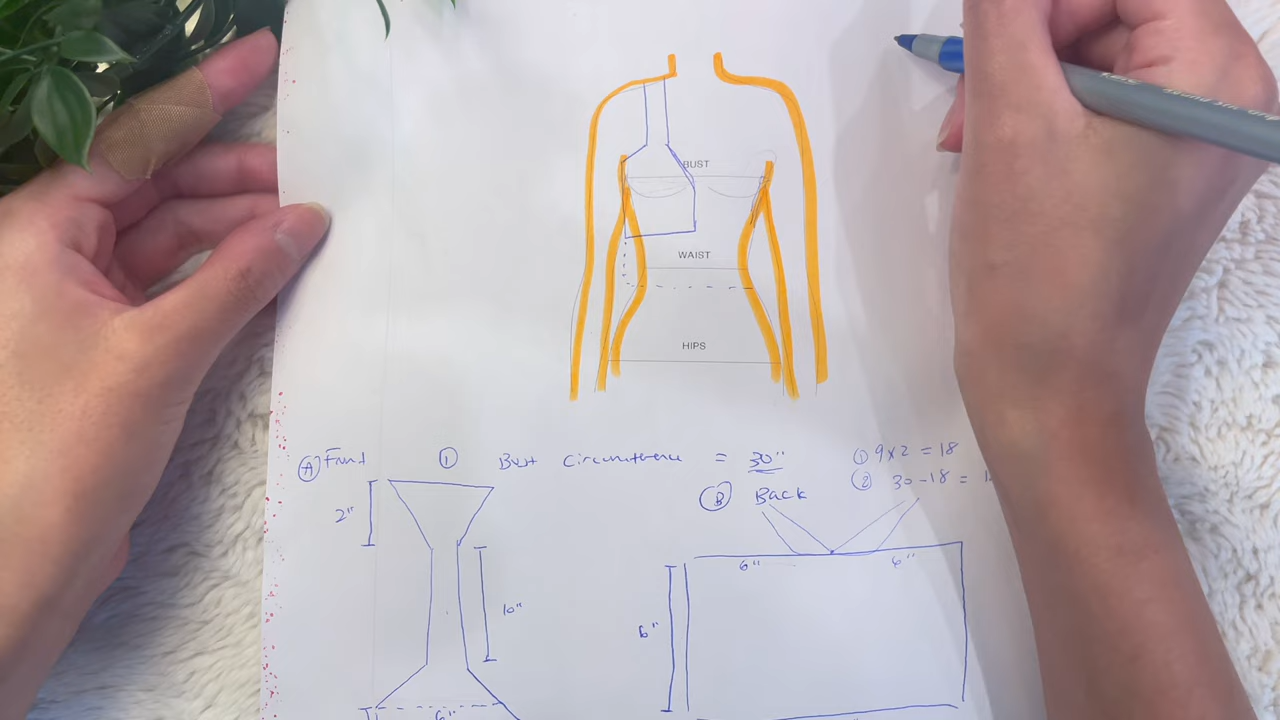 BUST
WAIST
HIPS
Ⓐ Front
① Bust Circumference = 30"
① 9x2 = 18
② 30-18 =
Ⓑ Back
2"
6" 6"
10"
6"
6"